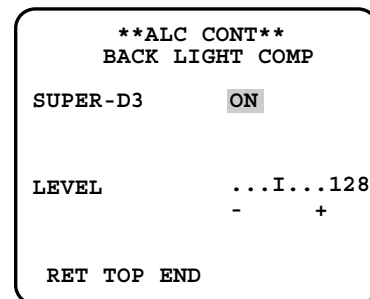 **ALC CONT**
BACK LIGHT COMP
SUPER-D3 ON
LEVEL ...I...128
- +
RET TOP END